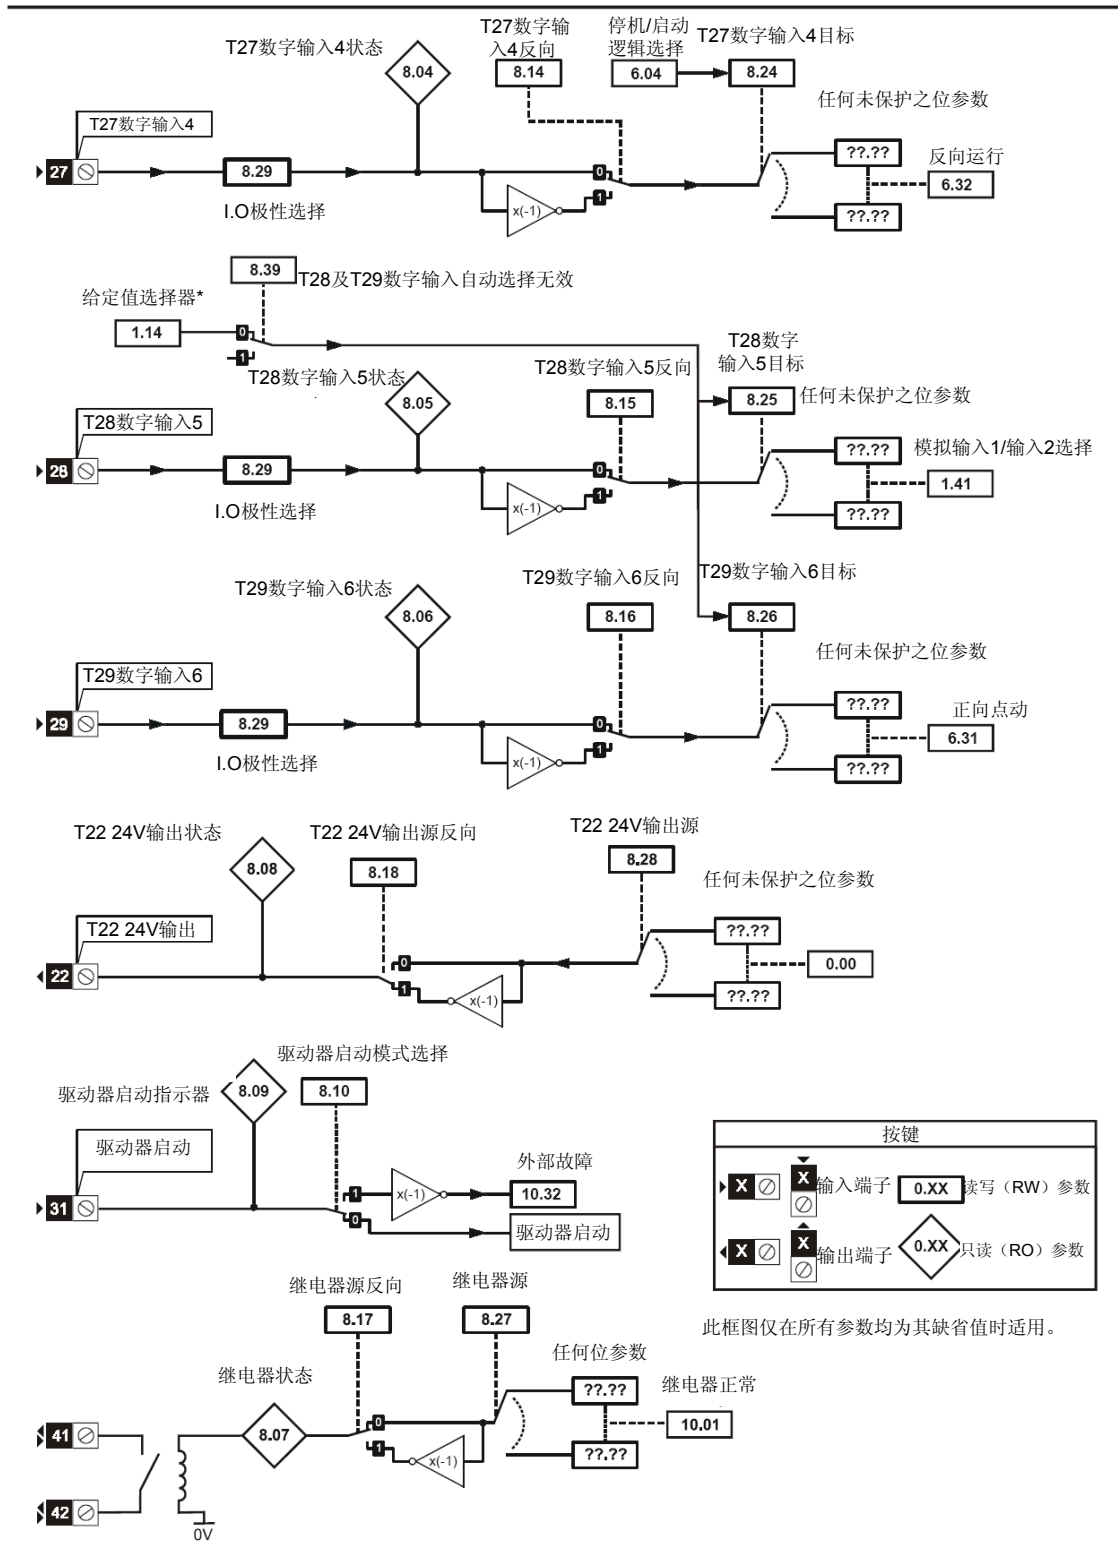 T27数字输入4状态
8.04
T27数字输
入4反向
8.14
停机/启动
逻辑选择
6.04
T27数字输入4目标
8.24
任何未保护之位参数
T27数字输入4
27
8.29
I.O极性选择
x(-1)
0
1
??.??
??.??
反向运行
6.32
8.39
T28及T29数字输入自动选择无效
给定值选择器*
1.14
0
1
T28数字输入5状态
8.05
T28数字输入5反向
8.15
T28数字
输入5目标
8.25
任何未保护之位参数
T28数字输入5
28
8.29
I.O极性选择
x(-1)
0
1
??.??
??.??
模拟输入1/输入2选择
1.41
T29数字输入6状态
8.06
T29数字输入6反向
8.16
T29数字输入6目标
8.26
任何未保护之位参数
T29数字输入6
29
8.29
I.O极性选择
x(-1)
0
1
??.??
??.??
正向点动
6.31
T22 24V输出状态
8.08
T22 24V输出源反向
8.18
T22 24V输出源
8.28
任何未保护之位参数
T22 24V输出
22
0
1
x(-1)
??.??
??.??
0.00
驱动器启动模式选择
驱动器启动指示器
8.09
8.10
驱动器启动
31
1
0
x(-1)
外部故障
10.32
驱动器启动
按键
X
X
输入端子
0.XX
读写（RW）参数
X
X
输出端子
0.XX
只读（RO）参数
此框图仅在所有参数均为其缺省值时适用。
继电器源反向
8.17
继电器源
8.27
任何位参数
继电器状态
8.07
0
1
x(-1)
??.??
??.??
继电器正常
10.01
41
42
0V